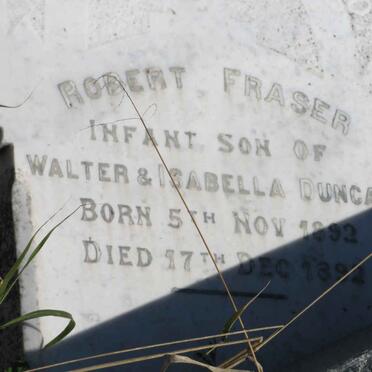 ROBERT FRASER
INFANT SON OF
WALTER & ISABELLA DUNCA
BORN 5TH NOV 1892
DIED 17TH DEC 1892